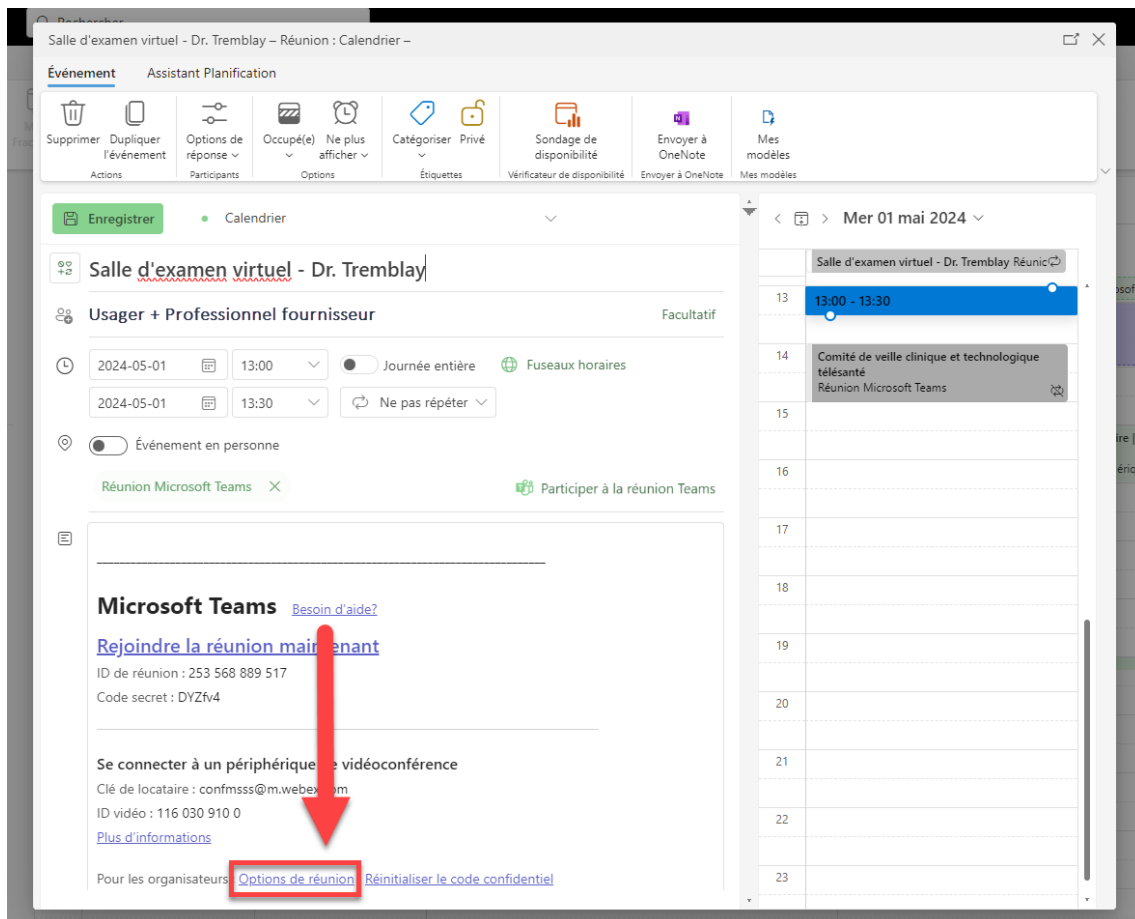 Rechercher
Salle d'examen virtuel - Dr. Tremblay – Réunion : Calendrier –
Événement Assistant Planification
Supprimer Dupliquer l'événement Options de réponse Occupé(e) Ne plus afficher Catégoriser Privé Sondage de disponibilité Envoyer à OneNote Mes modèles
Actions Participants Options Étiquettes Vérificateur de disponibilité Envoyer à OneNote Mes modèles
Enregistrer • Calendrier
Salle d'examen virtuel - Dr. Tremblay
Usager + Professionnel fournisseur Facultatif
2024-05-01 13:00 Journée entière Fuseaux horaires
2024-05-01 13:30 Ne pas répéter
Événement en personne
Réunion Microsoft Teams Participer à la réunion Teams
Microsoft Teams Besoin d'aide?
Rejoindre la réunion maintenant
ID de réunion : 253 568 889 517
Code secret : DYZfv4
Se connecter à un périphérique de vidéoconférence
Clé de locataire : confmsss@m.webex.com
ID vidéo : 116 030 910 0
Plus d'informations
Pour les organisateurs Options de réunion Réinitialiser le code confidentiel
Mer 01 mai 2024
Salle d'examen virtuel - Dr. Tremblay Réunic
13 13:00 - 13:30
14 Comité de veille clinique et technologique
télésanté
Réunion Microsoft Teams
15
16
17
18
19
20
21
22
23